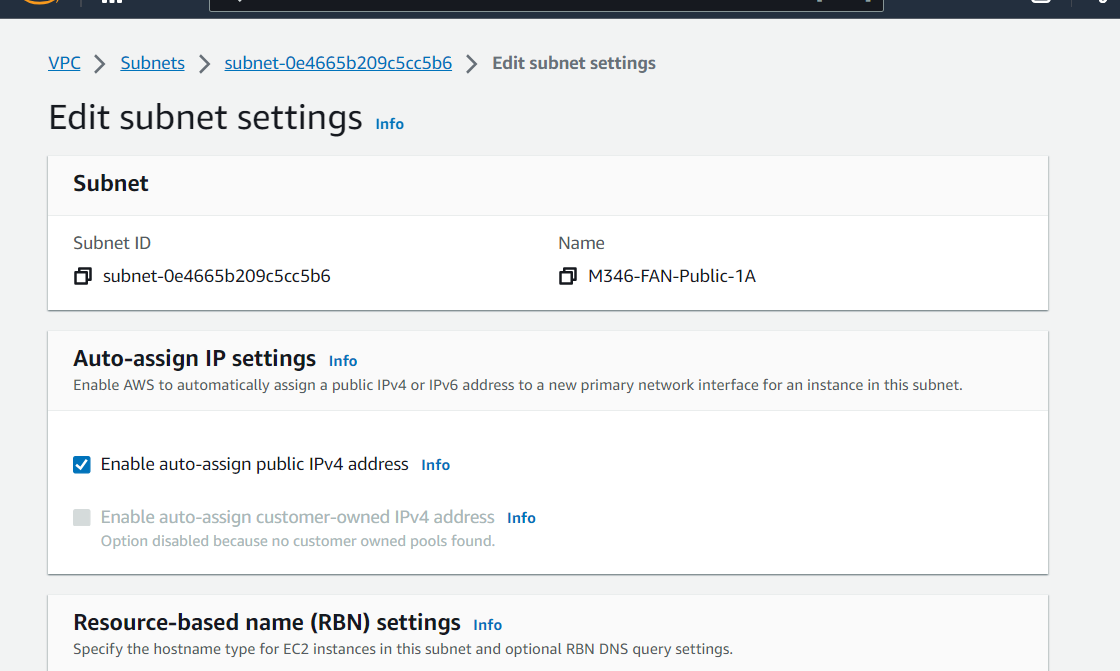 VPC > Subnets > subnet-0e4665b209c5cc5b6 > Edit subnet settings
Edit subnet settings Info
Subnet
Subnet ID Name
subnet-0e4665b209c5cc5b6 M346-FAN-Public-1A
Auto-assign IP settings Info
Enable AWS to automatically assign a public IPv4 or IPv6 address to a new primary network interface for an instance in this subnet.
Enable auto-assign public IPv4 address Info
Enable auto-assign customer-owned IPv4 address Info
Option disabled because no customer owned pools found.
Resource-based name (RBN) settings Info
Specify the hostname type for EC2 instances in this subnet and optional RBN DNS query settings.